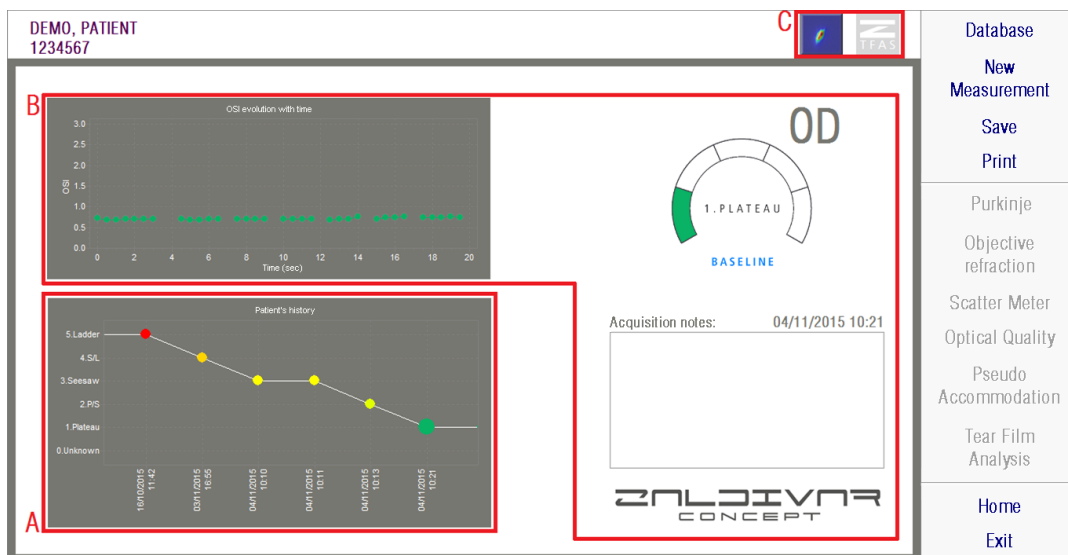 DEMO, PATIENT
1234567
C
TFAS
B
OSI evolution with time
3.0
2.5
2.0
1.5
1.0
0.5
0.0
OSI
0 2 4 6 8 10 12 14 16 18 20
Time (sec)
OD
1.PLATEAU
BASELINE
A
Patient's history
5.Ladder
4.S/L
3.Seesaw
2.P/S
1.Plateau
0.Unknown
16/10/2015 11:42
03/11/2015 16:55
04/11/2015 10:10
04/11/2015 10:11
04/11/2015 10:13
04/11/2015 10:21
Acquisition notes: 04/11/2015 10:21
ZALDIVAR
CONCEPT
Database
New
Measurement
Save
Print
Purkinje
Objective
refraction
Scatter Meter
Optical Quality
Pseudo
Accommodation
Tear Film
Analysis
Home
Exit